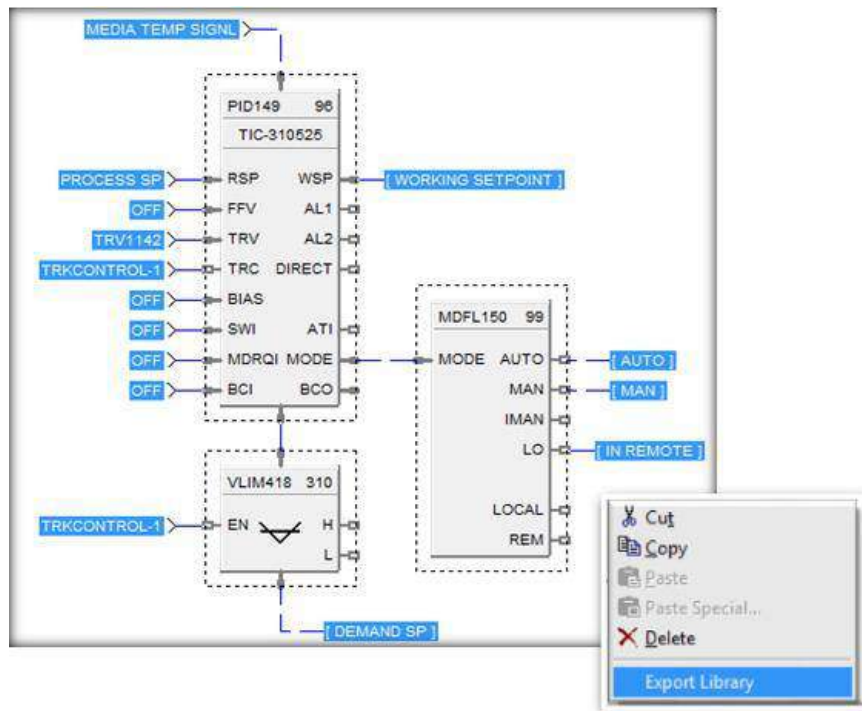 MEDIA TEMP SIGNL
PID149 96
TIC-310525
PROCESS SP RSP WSP [ WORKING SETPOINT ]
OFF FFV AL1
TRV1142 TRV AL2
TRKCONTROL-1 TRC DIRECT
OFF BIAS
OFF SWI ATI
OFF MDRQI MODE
OFF BCI BCO
MDFL150 99
MODE AUTO [ AUTO ]
MAN [ MAN ]
IMAN
LO [ IN REMOTE ]
LOCAL
REM
VLIM418 310
TRKCONTROL-1 EN H
L
[ DEMAND SP ]
Cut
Copy
Paste
Paste Special...
Delete
Export Library